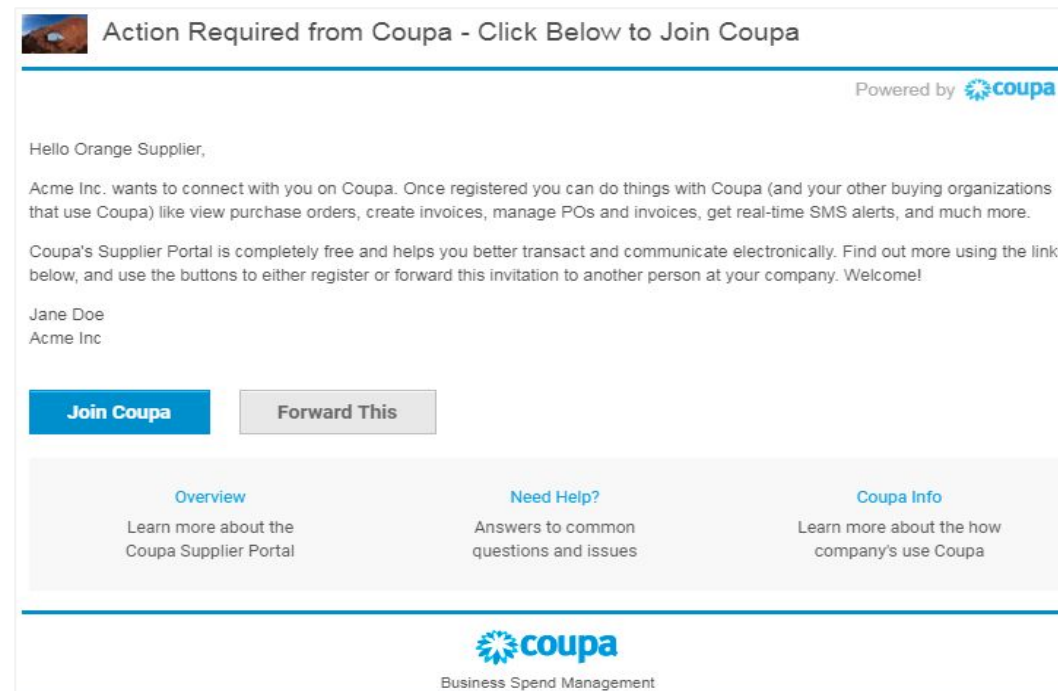 Action Required from Coupa - Click Below to Join Coupa
Powered by coupa
Hello Orange Supplier,
Acme Inc. wants to connect with you on Coupa. Once registered you can do things with Coupa (and your other buying organizations
that use Coupa) like view purchase orders, create invoices, manage POs and invoices, get real-time SMS alerts, and much more.
Coupa's Supplier Portal is completely free and helps you better transact and communicate electronically. Find out more using the link
below, and use the buttons to either register or forward this invitation to another person at your company. Welcome!
Jane Doe
Acme Inc
Join Coupa
Forward This
Overview
Learn more about the
Coupa Supplier Portal
Need Help?
Answers to common
questions and issues
Coupa Info
Learn more about the how
company's use Coupa
coupa
Business Spend Management